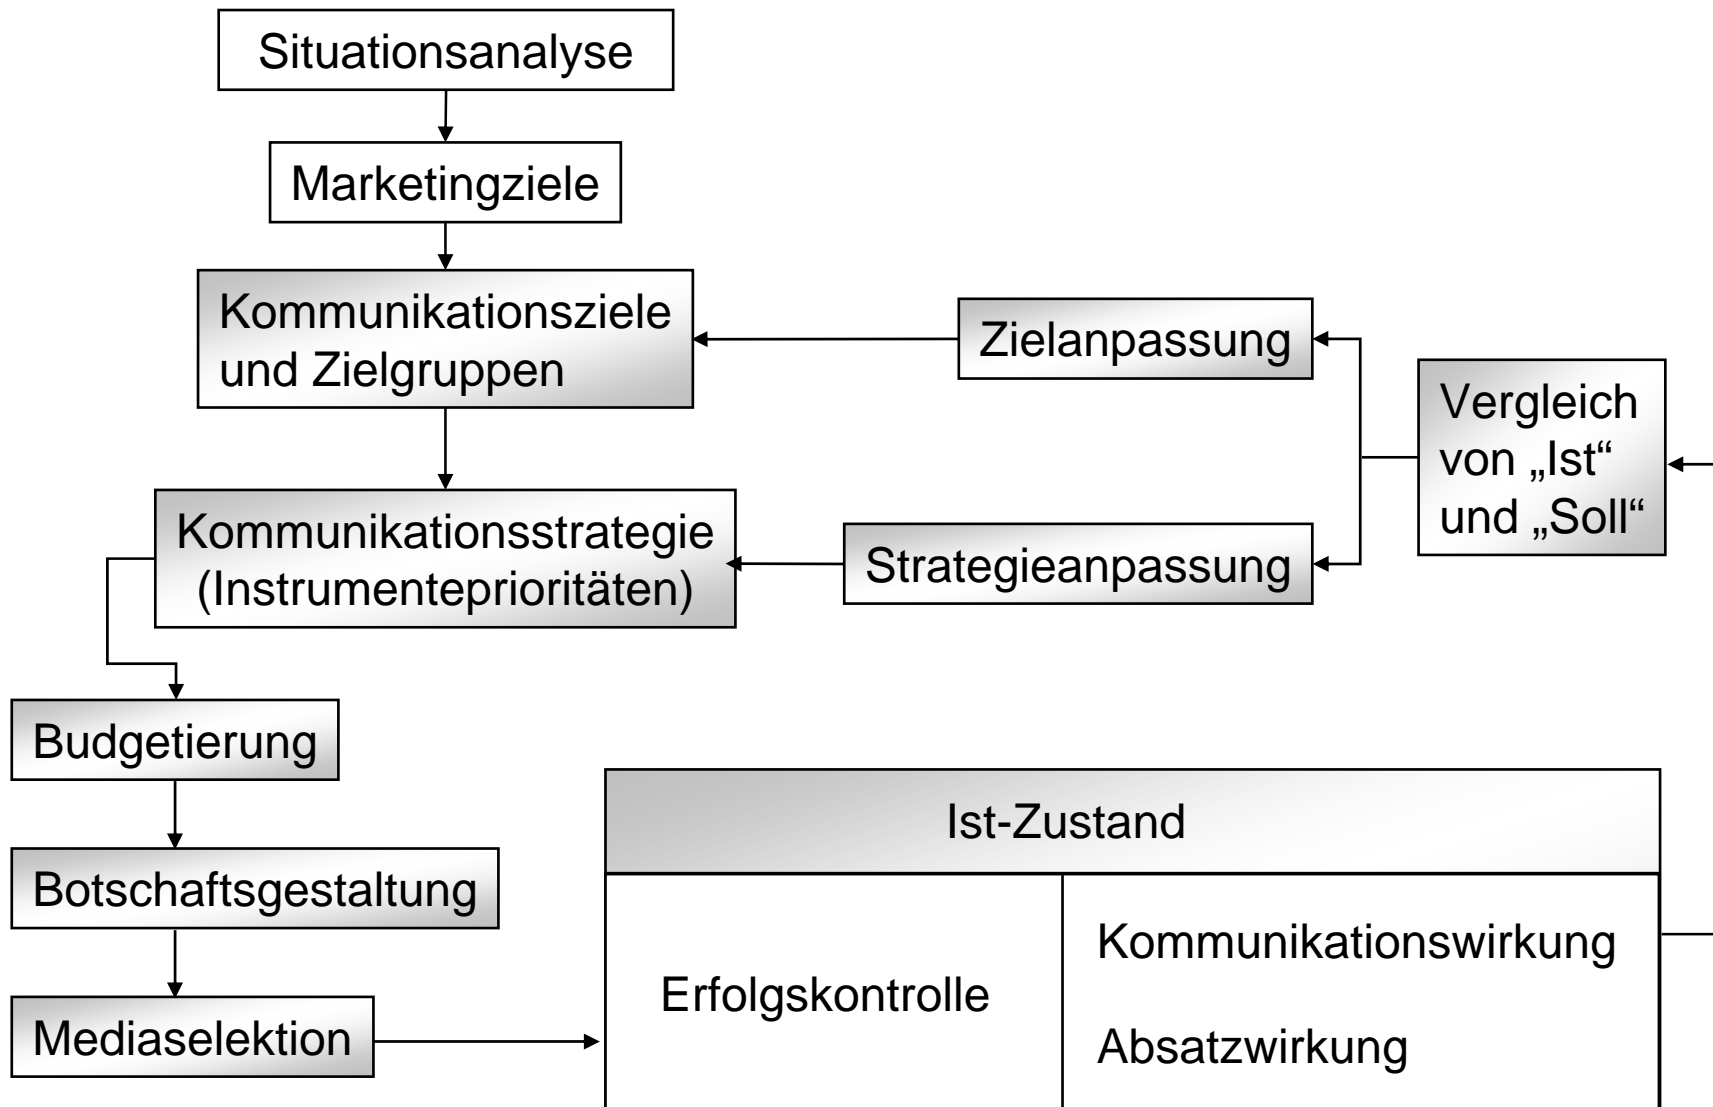 Situationsanalyse
Marketingziele
Kommunikationsziele
und Zielgruppen
Zielanpassung
Vergleich
von „Ist“
und „Soll“
Kommunikationsstrategie
(Instrumenteprioritäten)
Strategieanpassung
Budgetierung
Botschaftsgestaltung
Mediaselektion
Ist-Zustand
Erfolgskontrolle
Kommunikationswirkung
Absatzwirkung